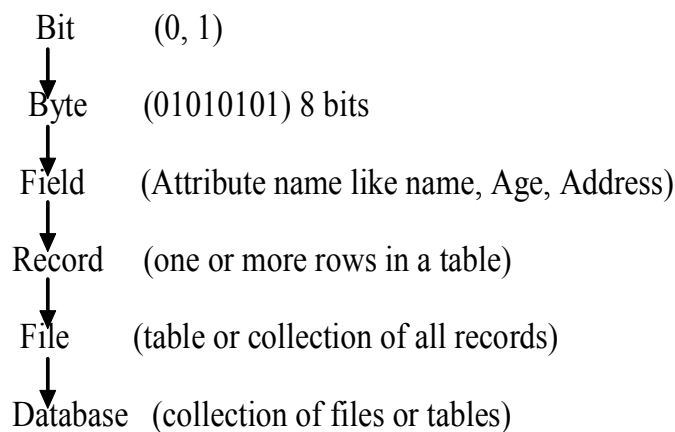 Bit (0, 1)
Byte (01010101) 8 bits
Field (Attribute name like name, Age, Address)
Record (one or more rows in a table)
File (table or collection of all records)
Database (collection of files or tables)